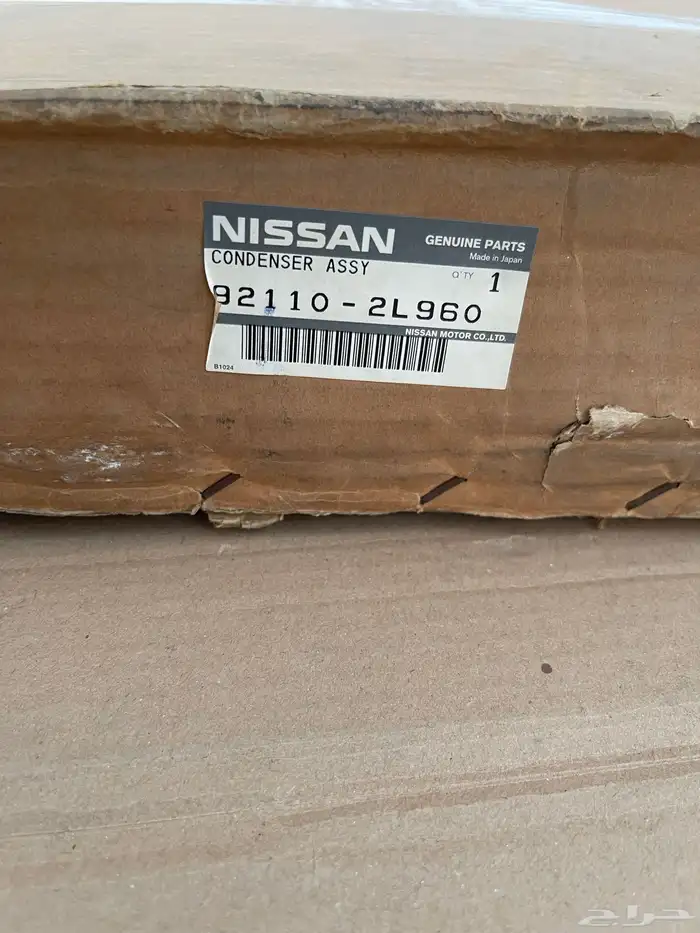 NISSAN GENUINE PARTS
Made in Japan
CONDENSER ASSY Q'TY 1
92110-2L960
NISSAN MOTOR CO.,LTD.
B1024
حراج